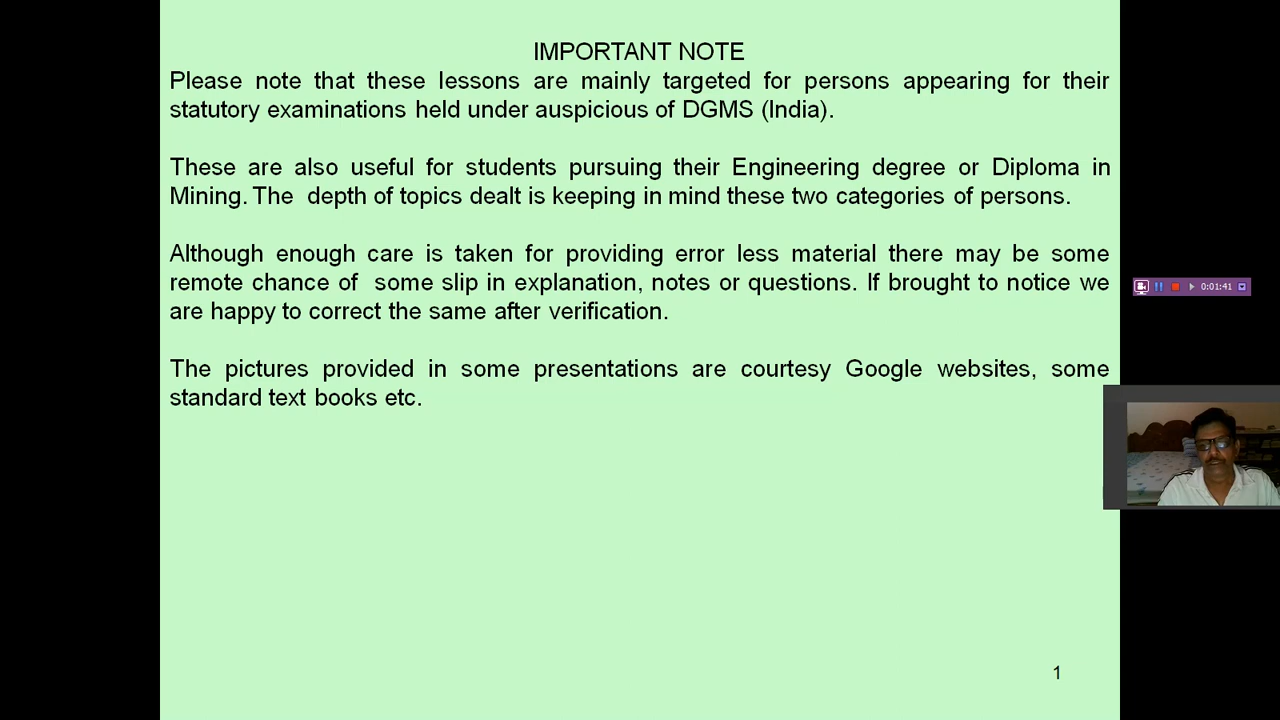 IMPORTANT NOTE
Please note that these lessons are mainly targeted for persons appearing for their
statutory examinations held under auspicious of DGMS (India).
These are also useful for students pursuing their Engineering degree or Diploma in
Mining. The depth of topics dealt is keeping in mind these two categories of persons.
Although enough care is taken for providing error less material there may be some
remote chance of some slip in explanation, notes or questions. If brought to notice we
are happy to correct the same after verification.
The pictures provided in some presentations are courtesy Google websites, some
standard text books etc.
0:01:41
1